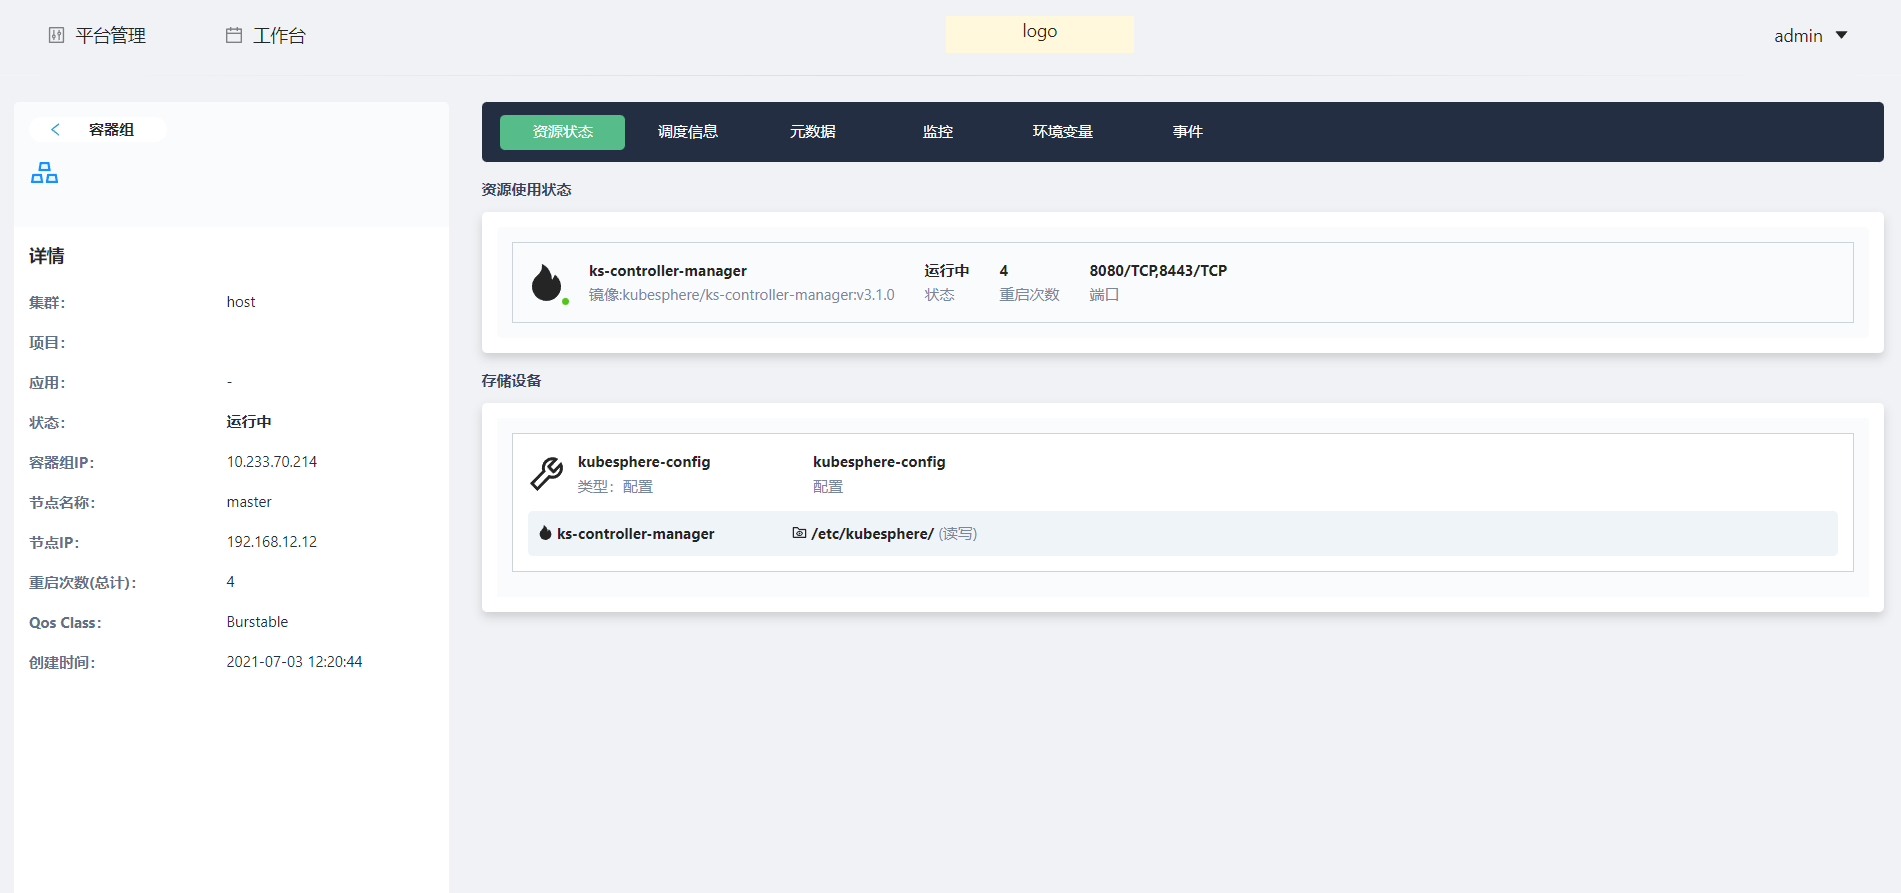 平台管理 工作台 logo admin
容器组
详情
集群： host
项目：
应用： -
状态： 运行中
容器组IP： 10.233.70.214
节点名称： master
节点IP： 192.168.12.12
重启次数(总计)： 4
Qos Class： Burstable
创建时间： 2021-07-03 12:20:44
资源状态 调度信息 元数据 监控 环境变量 事件
资源使用状态
ks-controller-manager 运行中 4 8080/TCP,8443/TCP
镜像:kubesphere/ks-controller-manager:v3.1.0 状态 重启次数 端口
存储设备
kubesphere-config kubesphere-config
类型：配置 配置
ks-controller-manager /etc/kubesphere/ (读写)